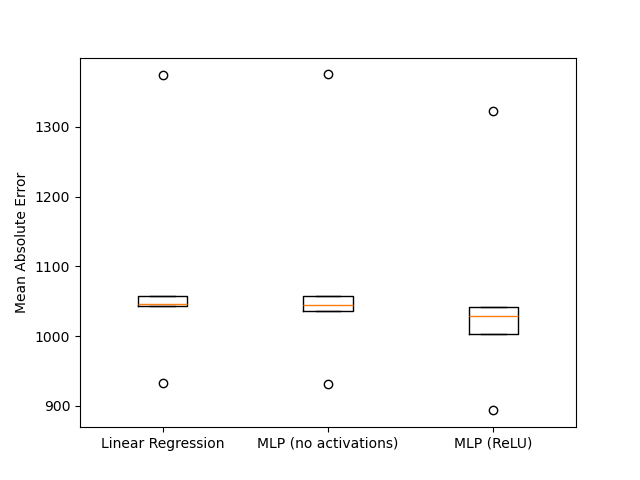 1300
1200
1100
1000
900
Mean Absolute Error
Linear Regression
MLP (no activations)
MLP (ReLU)